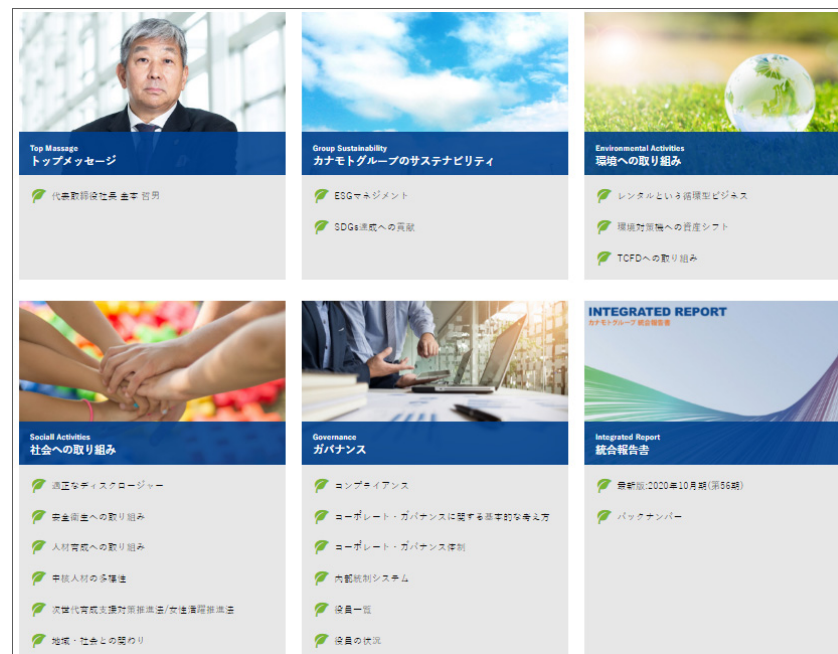 Top Massage
トップメッセージ
代表取締役社長 金本 哲男
Group Sustainability
カナモトグループのサステナビリティ
ESGマネジメント
SDGs達成への貢献
Environmental Activities
環境への取り組み
レンタルという循環型ビジネス
環境対策機への資産シフト
TCFDへの取り組み
Sociall Activities
社会への取り組み
適正なディスクロージャー
安全衛生への取り組み
人材育成への取り組み
中核人材の多様性
次世代育成支援対策推進法/女性活躍推進法
地域・社会との関わり
Governance
ガバナンス
コンプライアンス
コーポレート・ガバナンスに関する基本的な考え方
コーポレート・ガバナンス体制
内部統制システム
役員一覧
役員の状況
INTEGRATED REPORT
カナモトグループ 統合報告書
Integrated Report
統合報告書
最新版:2020年10月期(第56期)
バックナンバー